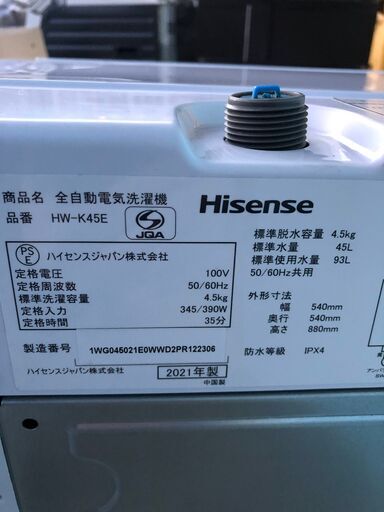 商品名 全自動電気洗濯機
品番 HW-K45E
S
JQA
Hisense
PS
E
ハイセンスジャパン株式会社
定格電圧 100V
定格周波数 50/60Hz
標準洗濯容量 4.5kg
定格入力 345/390W
定格時間 35分
製造番号 1WG045021E0WWD2PR122306
ハイセンスジャパン株式会社
2021年製
中国製
標準脱水容量 4.5kg
標準水量 45L
標準使用水量 93L
50/60Hz共用
外形寸法
幅 540mm
奥行 540mm
高さ 880mm
防水等級 IPX4